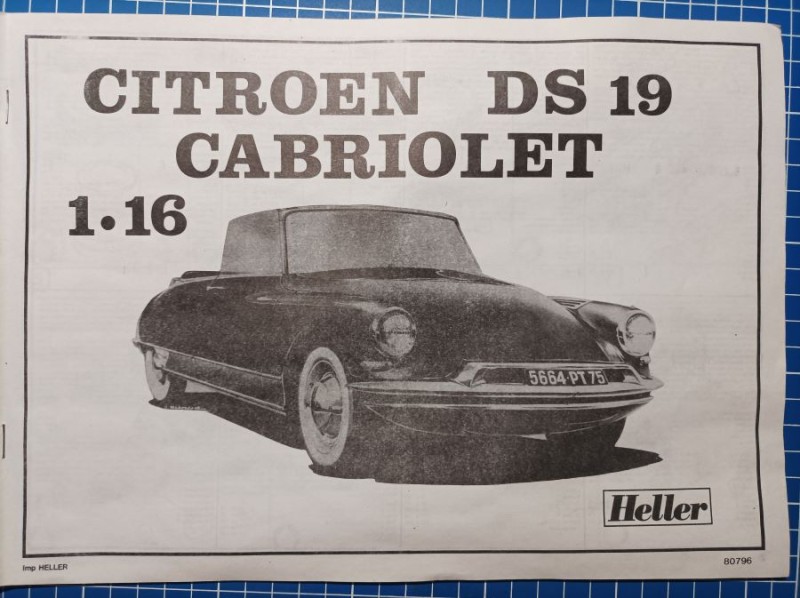 CITROEN DS 19
CABRIOLET
1•16
5664·PT 75
Heller
Imp HELLER
80796